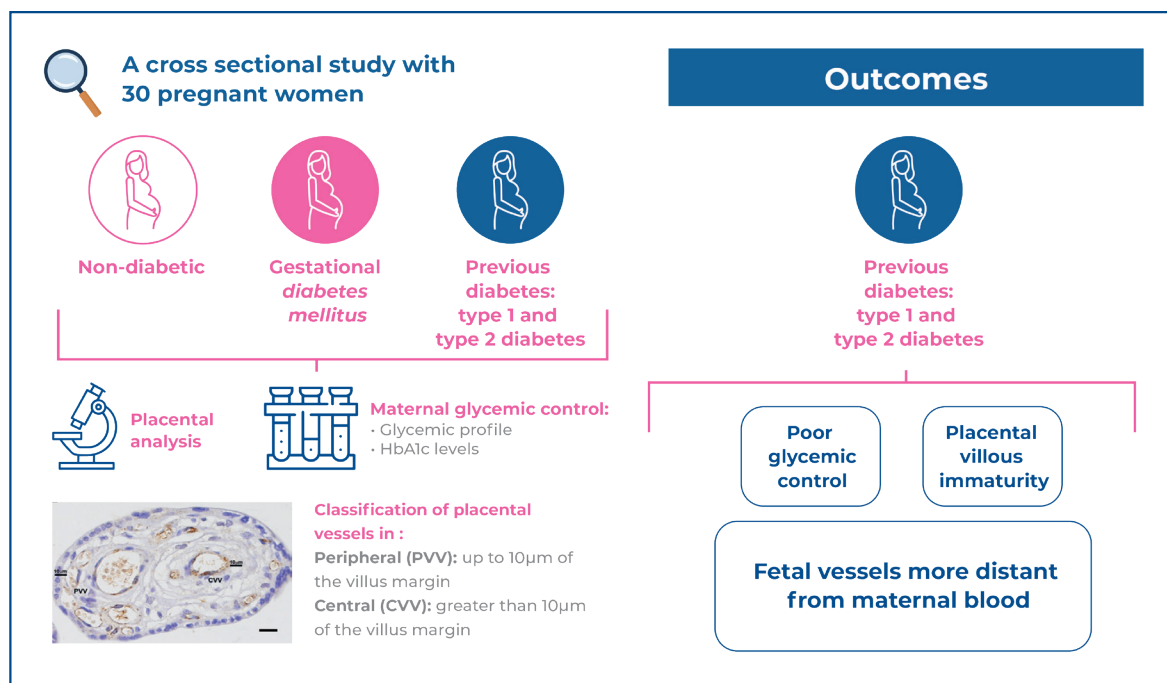 A cross sectional study with
30 pregnant women
Non-diabetic
Gestational
diabetes
mellitus
Previous
diabetes:
type 1 and
type 2 diabetes
Placental
analysis
Maternal glycemic control:
• Glycemic profile
• HbA1c levels
10µm
PVV
10µm
CVV
Classification of placental
vessels in :
Peripheral (PVV): up to 10µm of
the villus margin
Central (CVV): greater than 10µm
of the villus margin
Outcomes
Previous
diabetes:
type 1 and
type 2 diabetes
Poor
glycemic
control
Placental
villous
immaturity
Fetal vessels more distant
from maternal blood